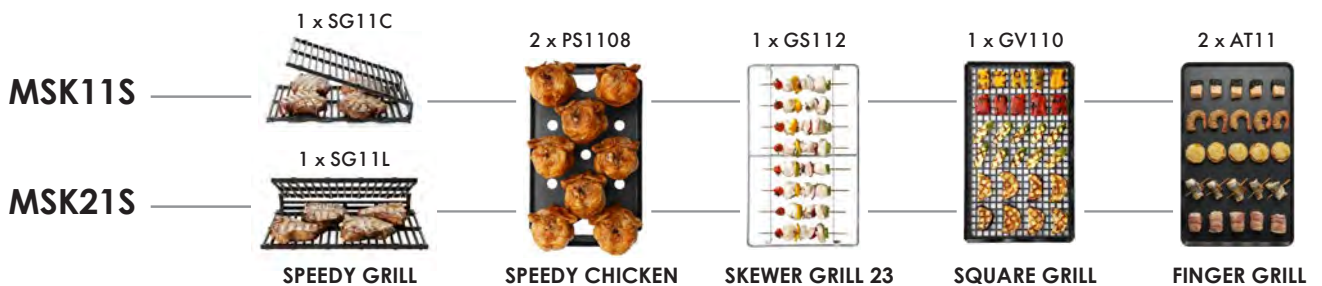 1 x SG11C
2 x PS1108
1 x GS112
1 x GV110
2 x AT11
MSK11S
1 x SG11L
MSK21S
SPEEDY GRILL
SPEEDY CHICKEN
SKEWER GRILL 23
SQUARE GRILL
FINGER GRILL